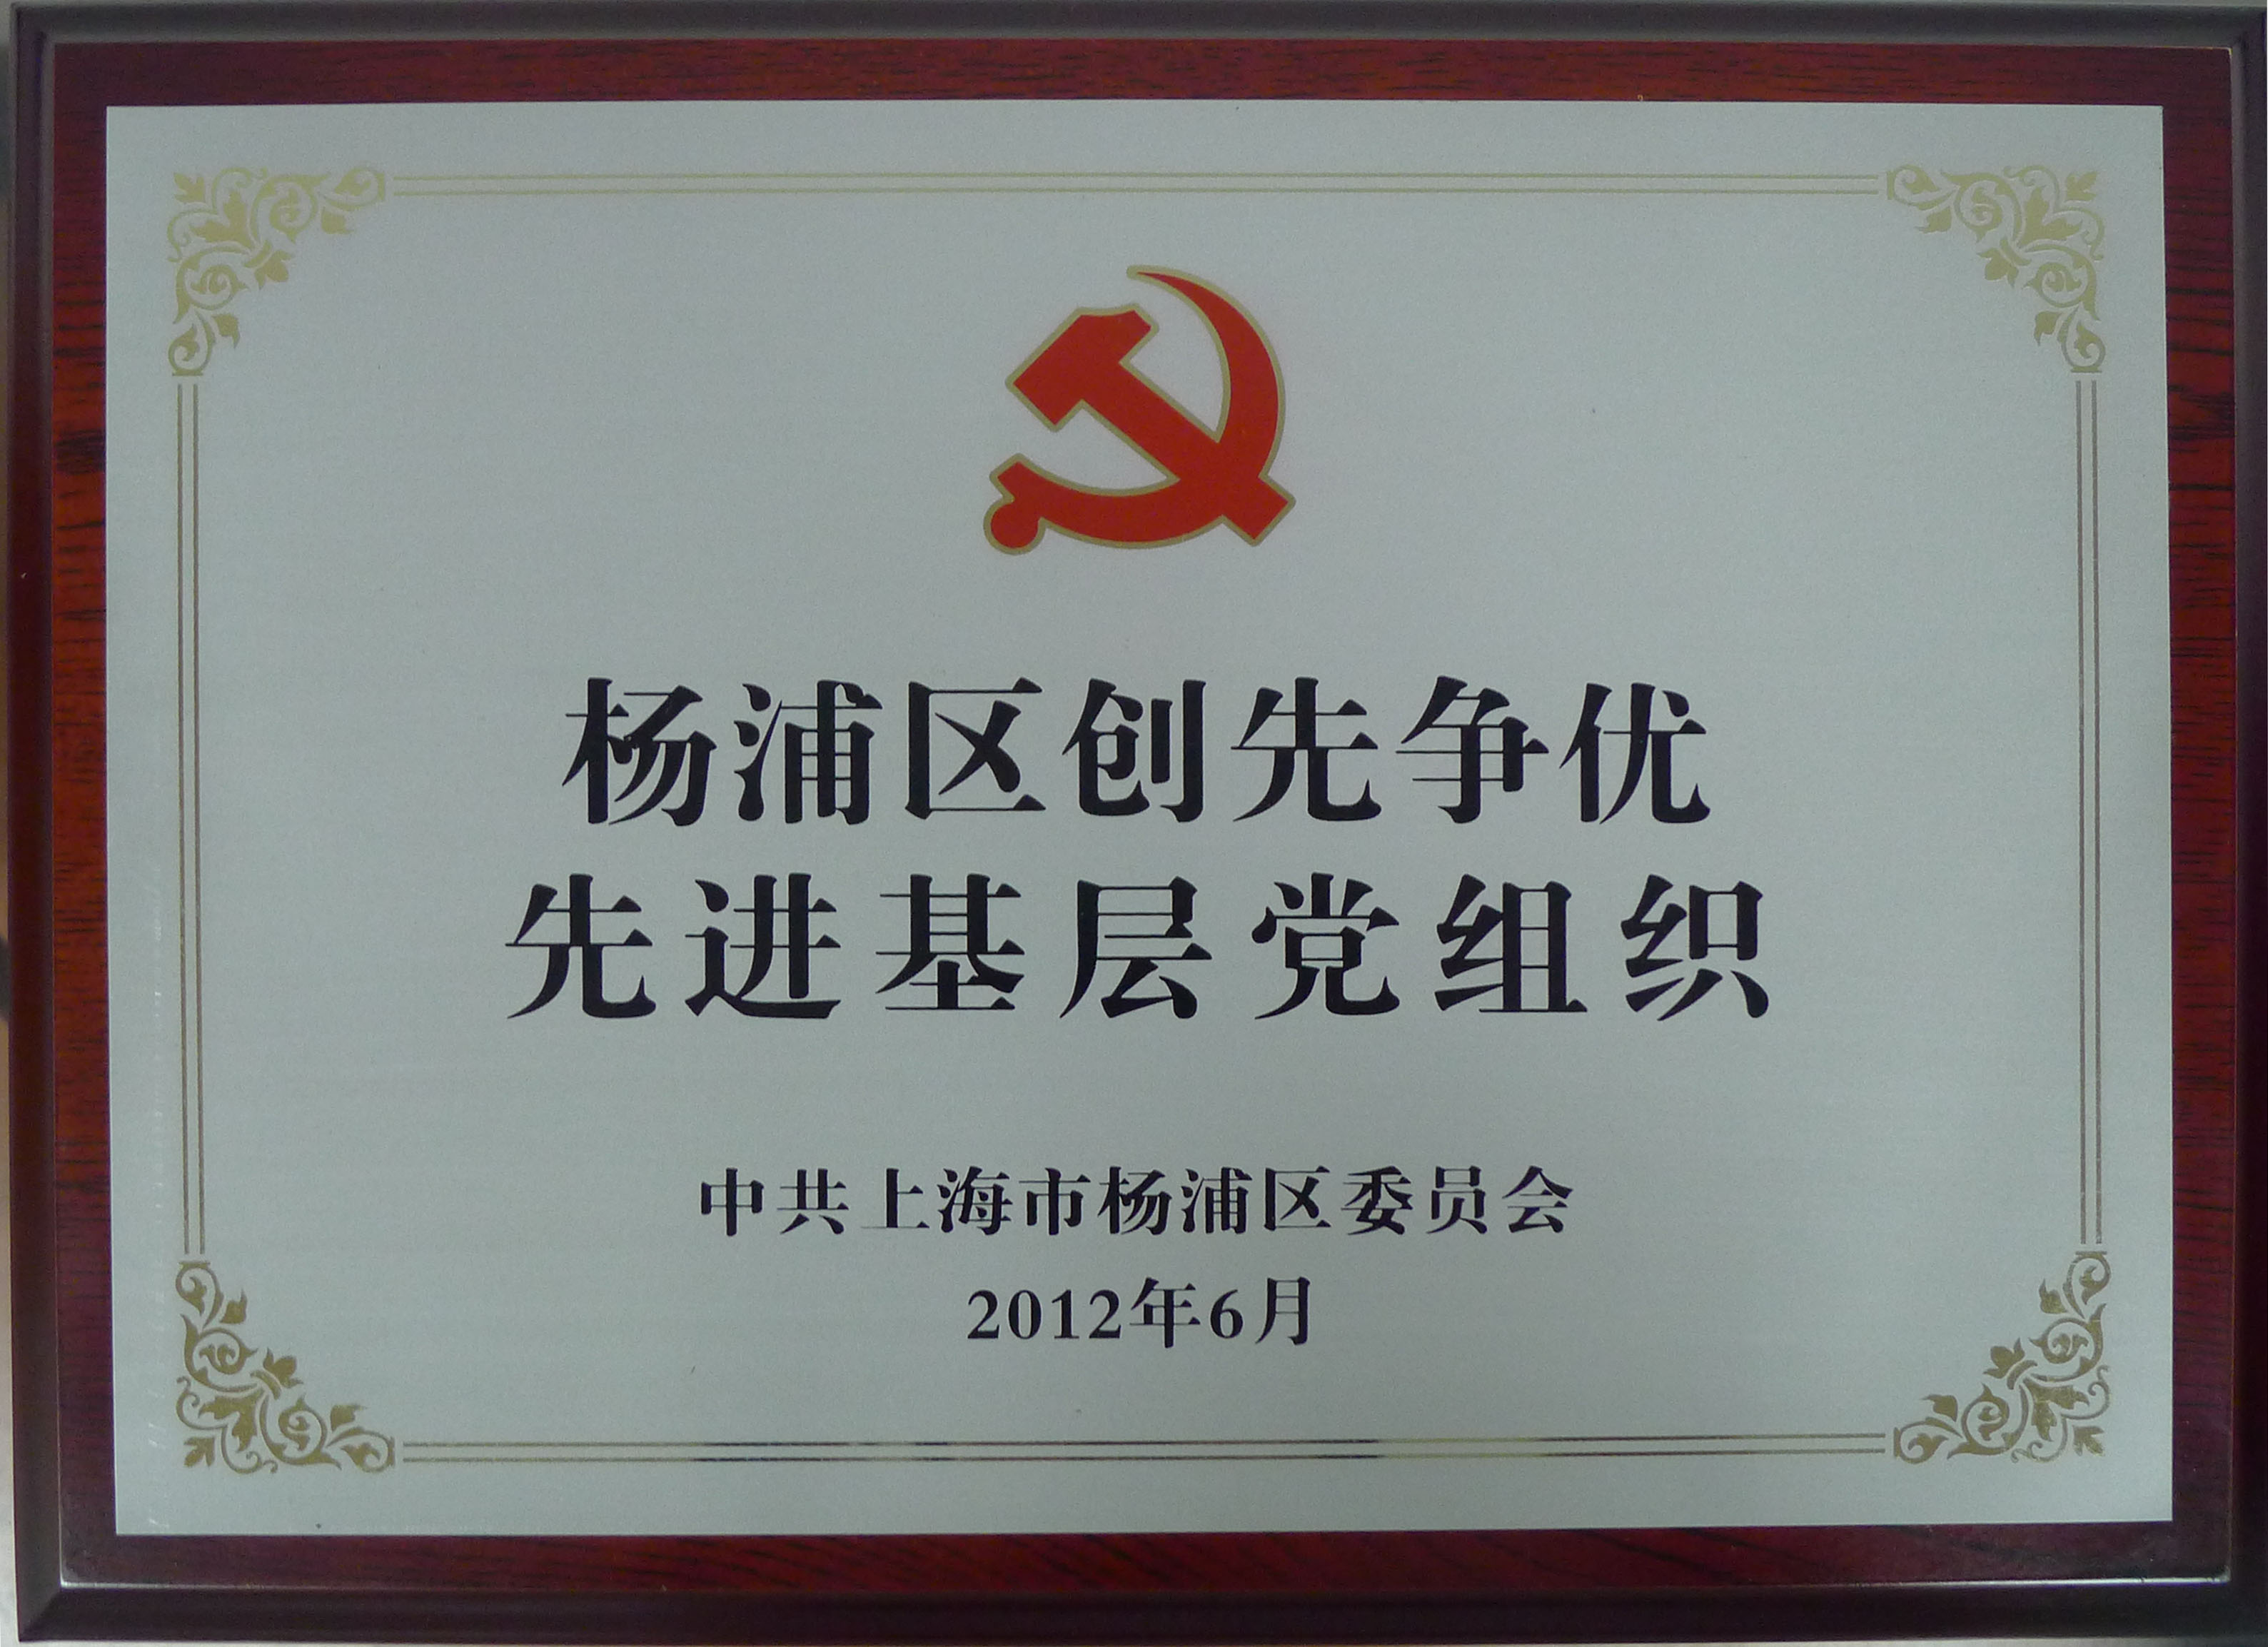 杨浦区创先争优
先进基层党组织
中共上海市杨浦区委员会
2012年6月